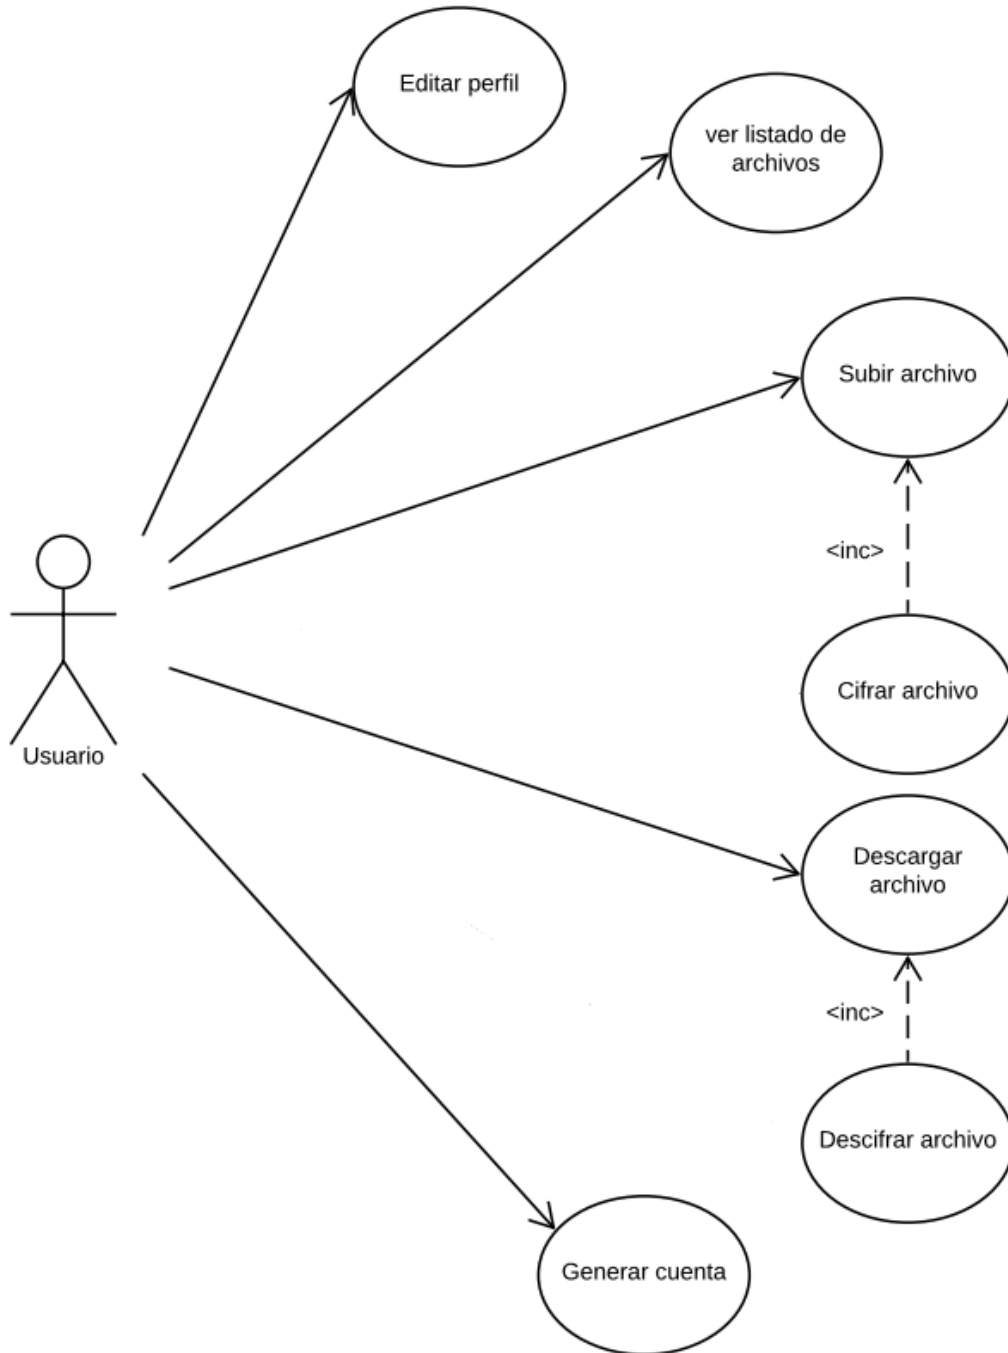 Editar perfil
ver listado de
archivos
Subir archivo
<inc>
Cifrar archivo
Usuario
Descargar
archivo
<inc>
Descifrar archivo
Generar cuenta